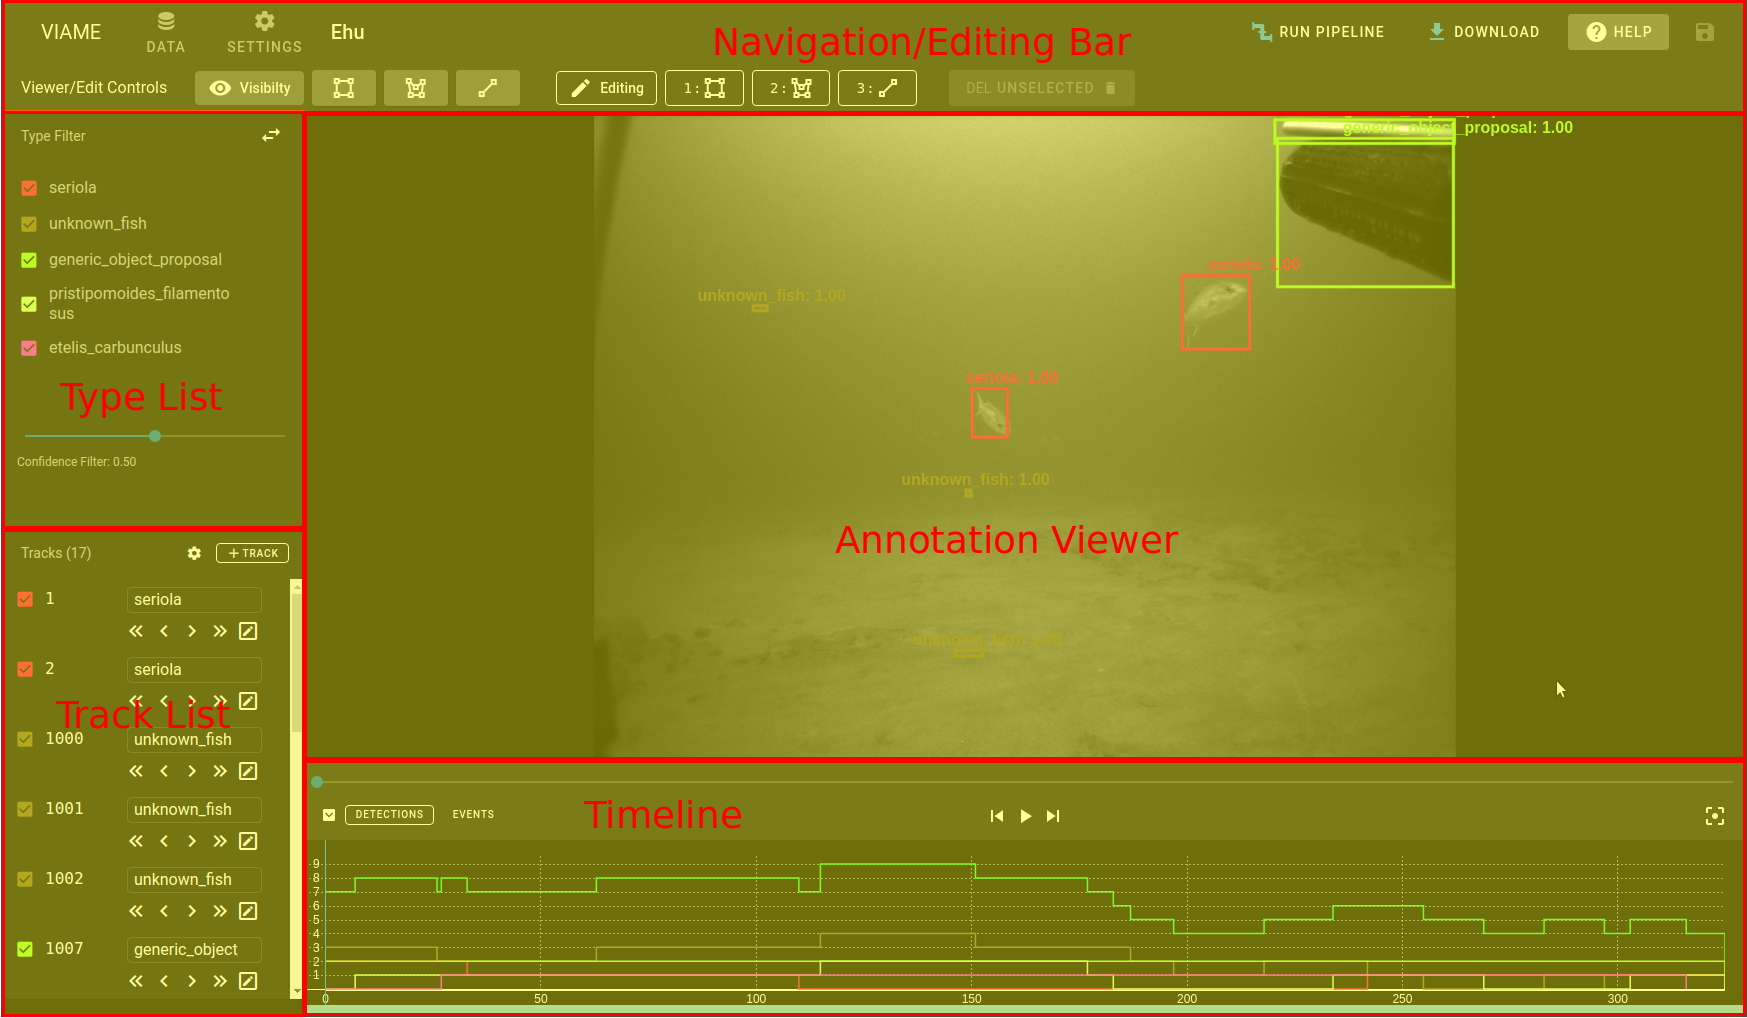 VIAME DATA SETTINGS Ehu Navigation/Editing Bar RUN PIPELINE DOWNLOAD HELP
Viewer/Edit Controls Visibilty Editing 1: 2: 3: DEL UNSELECTED
Type Filter
seriola
unknown_fish
generic_object_proposal
pristipomoides_filamento
sus
etelis_carbunculus
Type List
Confidence Filter: 0.50
Tracks (17) + TRACK
1 seriola
2 seriola
Track List
1000 unknown_fish
1001 unknown_fish
1002 unknown_fish
1007 generic_object
generic_object_proposal: 1.00
seriola: 1.00
unknown_fish: 1.00
seriola: 1.00
unknown_fish: 1.00
Annotation Viewer
unknown_fish: 1.00
DETECTIONS EVENTS Timeline
9
8
7
6
5
4
3
2
1
0 50 100 150 200 250 300